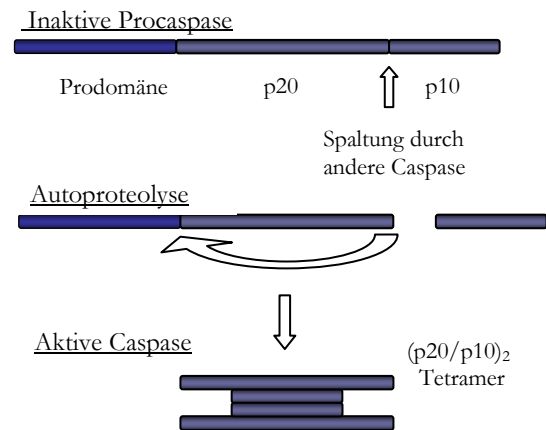 Inaktive Procaspase
Prodomäne p20 p10
Spaltung durch
andere Caspase
Autoproteolyse
Aktive Caspase
(p20/p10)₂
Tetramer